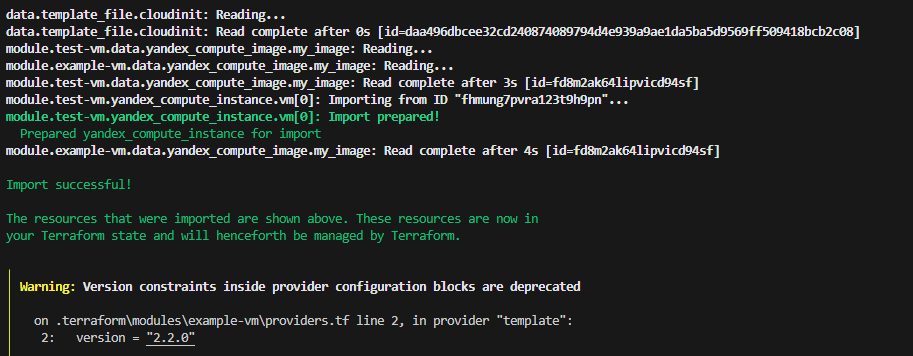 data.template_file.cloudinit: Reading...
data.template_file.cloudinit: Read complete after 0s [id=daa496dbcee32cd240874089794d4e939a9ae1da5ba5d9569ff509418bcb2c08]
module.test-vm.data.yandex_compute_image.my_image: Reading...
module.example-vm.data.yandex_compute_image.my_image: Reading...
module.test-vm.data.yandex_compute_image.my_image: Read complete after 3s [id=fd8m2ak64lipvicd94sf]
module.test-vm.yandex_compute_instance.vm[0]: Importing from ID "fhmung7pvra123t9h9pn"...
module.test-vm.yandex_compute_instance.vm[0]: Import prepared!
Prepared yandex_compute_instance for import
module.example-vm.data.yandex_compute_image.my_image: Read complete after 4s [id=fd8m2ak64lipvicd94sf]
Import successful!
The resources that were imported are shown above. These resources are now in
your Terraform state and will henceforth be managed by Terraform.
Warning: Version constraints inside provider configuration blocks are deprecated
on .terraform\modules\example-vm\providers.tf line 2, in provider "template":
2:   version = "2.2.0"